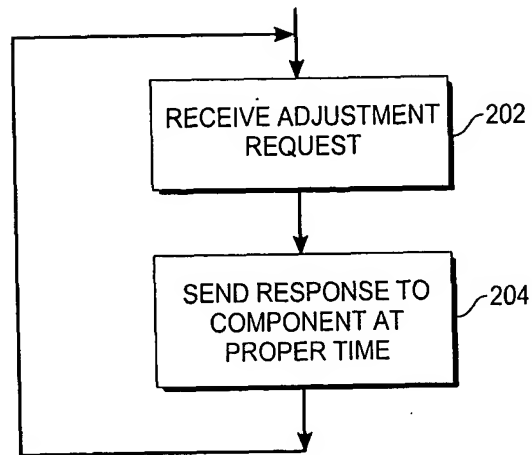 RECEIVE ADJUSTMENT
REQUEST
202
SEND RESPONSE TO
COMPONENT AT
PROPER TIME
204